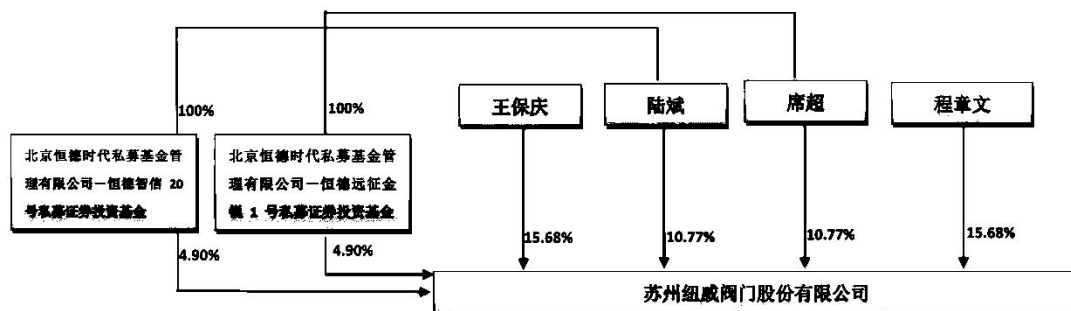 100%
100%
王保庆
陆斌
席超
程章文
北京恒德时代私募基金管
理有限公司－恒德智信 20
号私募证券投资基金
北京恒德时代私募基金管
理有限公司－恒德远征金
锐 1 号私募证券投资基金
4.90%
4.90%
15.68%
10.77%
10.77%
15.68%
苏州纽威阀门股份有限公司